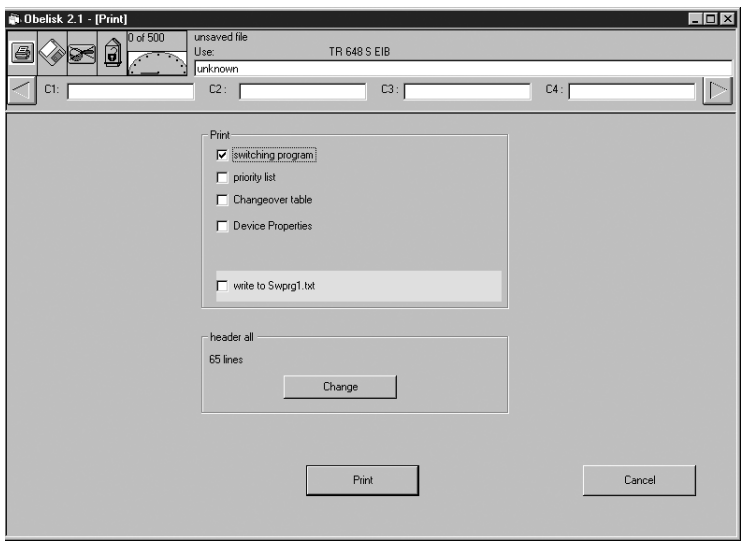 Obelisk 2.1 - [Print]
0 of 500
unsaved file
Use: TR 648 S EIB
unknown
C1: C2 : C3 : C4 :
Print
switching program
priority list
Changeover table
Device Properties
write to Swprg1.txt
header all
65 lines
Change
Print Cancel